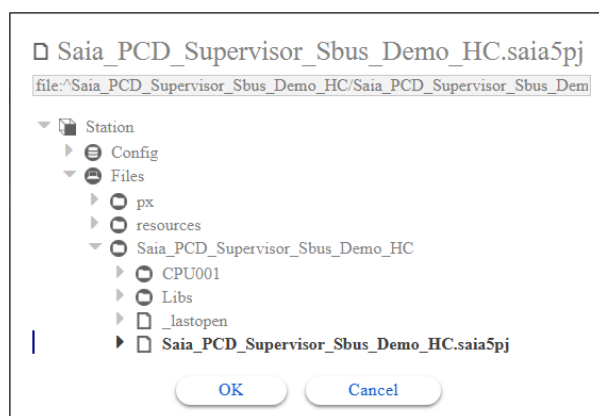 Saia_PCD_Supervisor_Sbus_Demo_HC.saia5pj
file:^Saia_PCD_Supervisor_Sbus_Demo_HC/Saia_PCD_Supervisor_Sbus_Dem
Station
Config
Files
px
resources
Saia_PCD_Supervisor_Sbus_Demo_HC
CPU001
Libs
_lastopen
Saia_PCD_Supervisor_Sbus_Demo_HC.saia5pj
OK Cancel